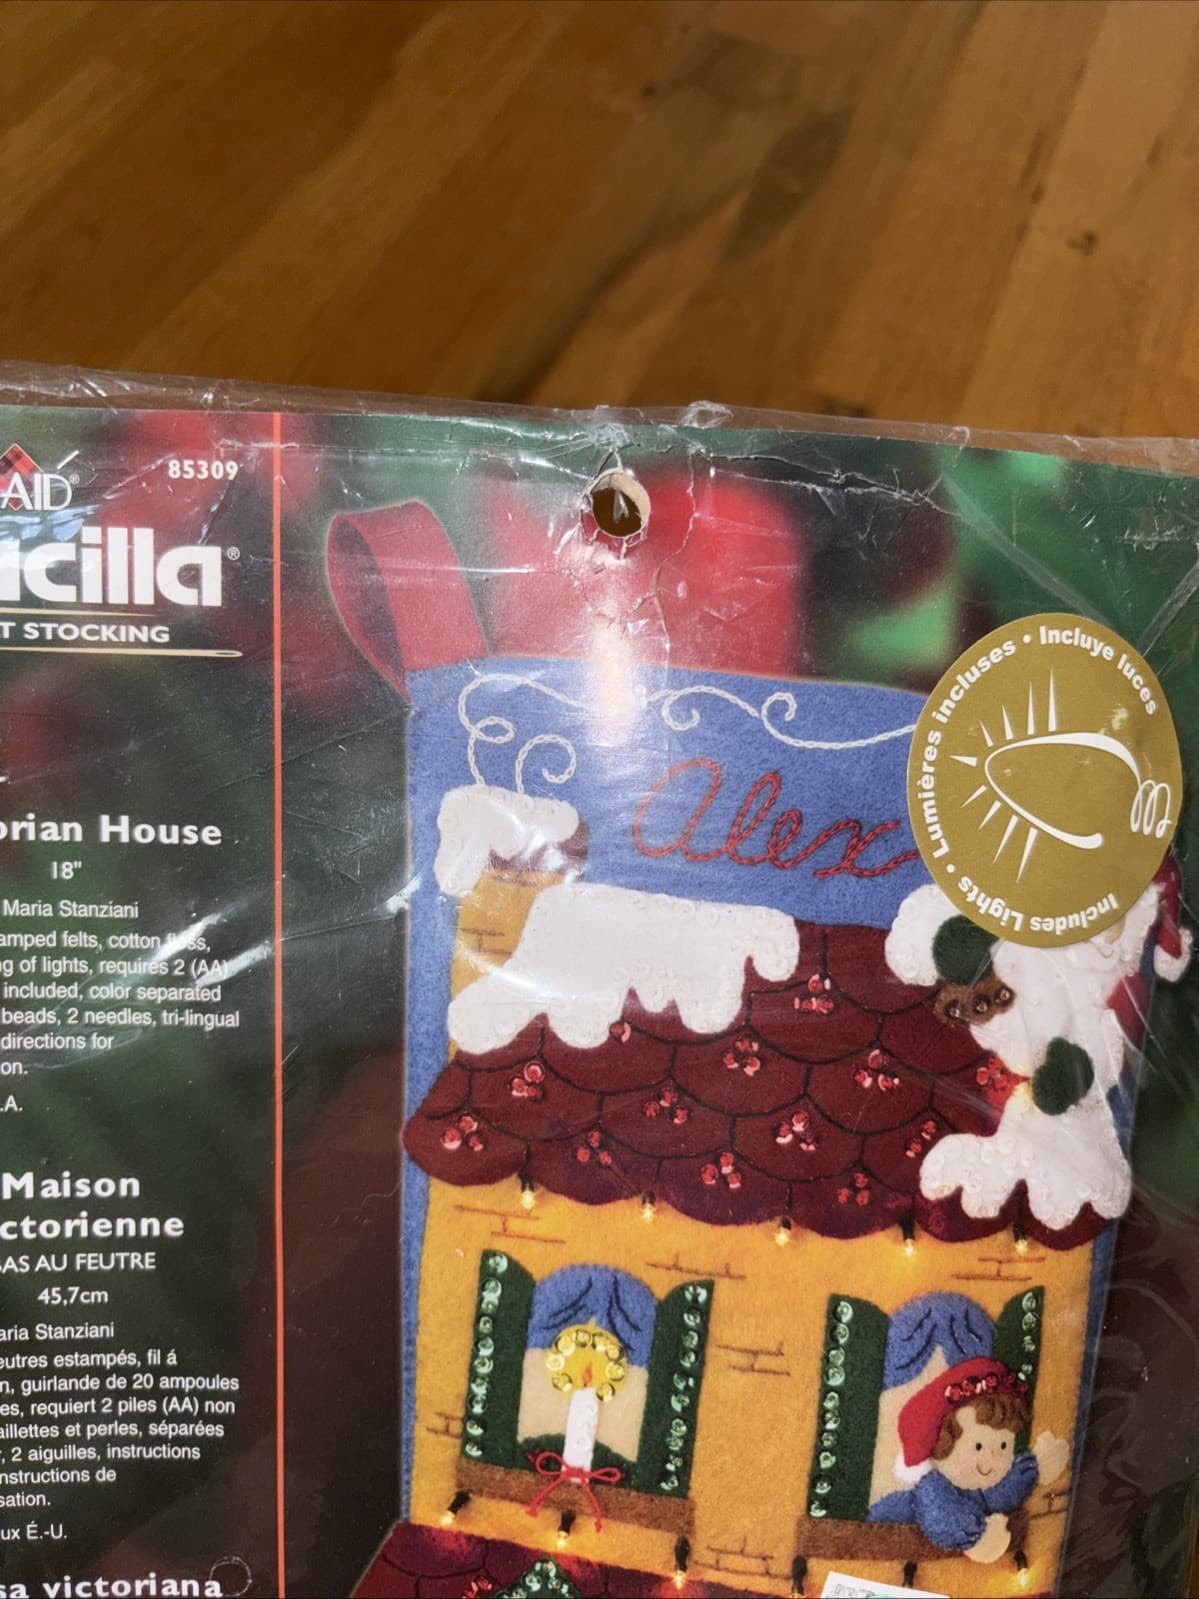 AID®
85309
cilla®
T STOCKING
orian House
18"
Maria Stanziani
amped felts, cotton floss,
ng of lights, requires 2 (AA)
included, color separated
beads, 2 needles, tri-lingual
directions for
on.
.A.
Maison
ctorienne
AS AU FEUTRE
45,7cm
aria Stanziani
eutres estampés, fil á
n, guirlande de 20 ampoules
es, requiert 2 piles (AA) non
aillettes et perles, séparées
, 2 aiguilles, instructions
nstructions de
sation.
ux É.-U.
sa victoriana
Alex
Lumières incluses • Incluye luces
• Includes Lights